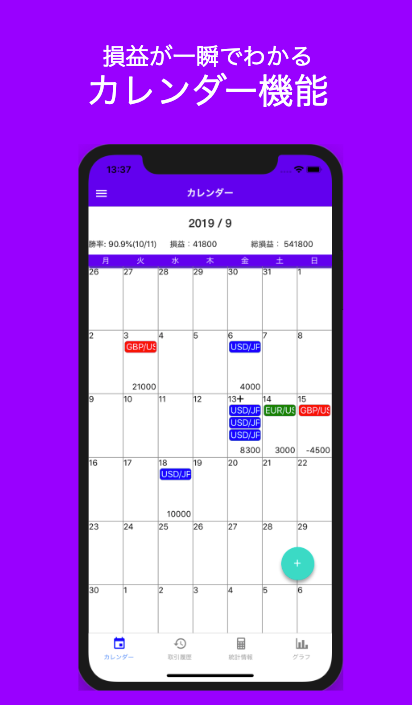 損益が一瞬でわかる
カレンダー機能
13:37
カレンダー
2019 / 9
勝率: 90.9%(10/11) 損益：41800 総損益： 541800
月 火 水 木 金 土 日
26 27 28 29 30 31 1
2 3 4 5 6 7 8
GBP/US USD/JP
21000 4000
9 10 11 12 13+ 14 15
USD/JP EUR/US GBP/US
USD/JP
USD/JP
8300 3000 -4500
16 17 18 19 20 21 22
USD/JP
10000
23 24 25 26 27 28 29
+
30 1 2 3 4 5 6
カレンダー 取引履歴 統計情報 グラフ